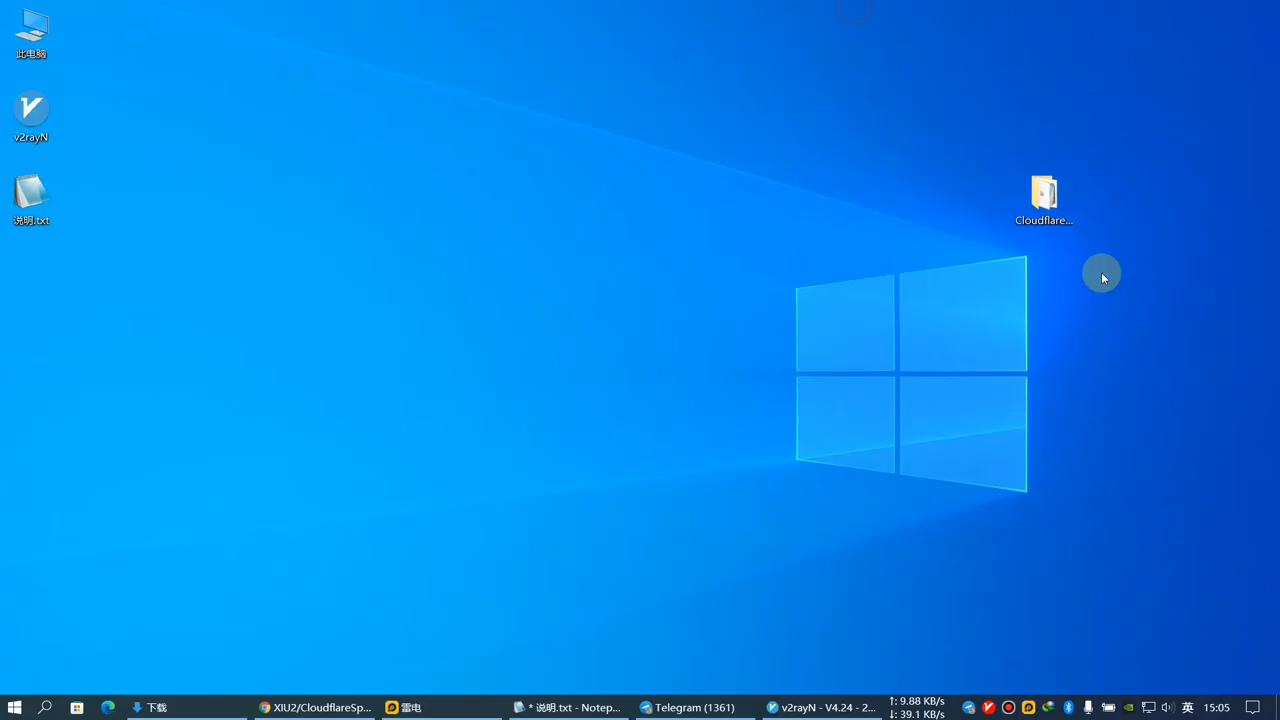 此电脑
v2rayN
说明.txt
Cloudflare...
下载
XIU2/CloudflareSp...
雷电
* 说明.txt - Notep...
Telegram (1361)
v2rayN - V4.24 - 2...
↑: 9.88 KB/s
↓: 39.1 KB/s
英
15:05